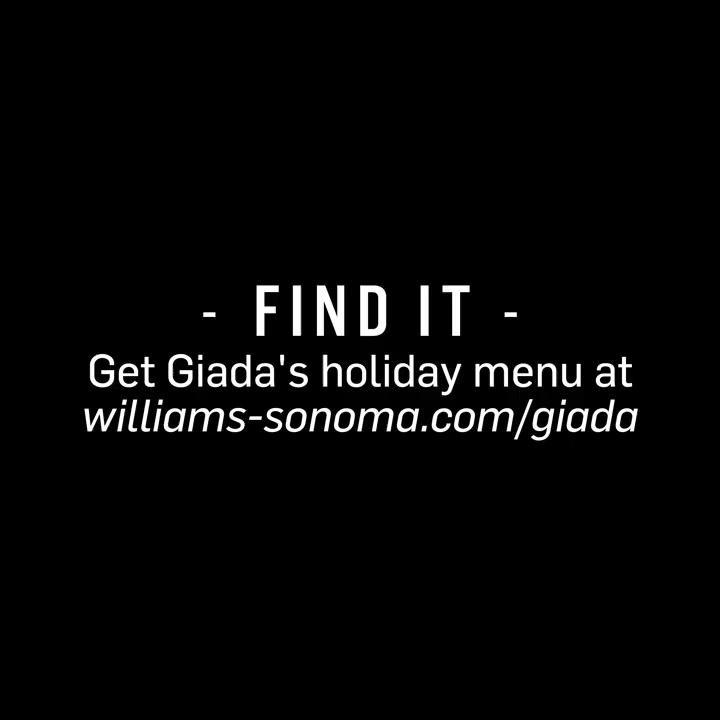 - FIND IT -
Get Giada's holiday menu at
williams-sonoma.com/giada